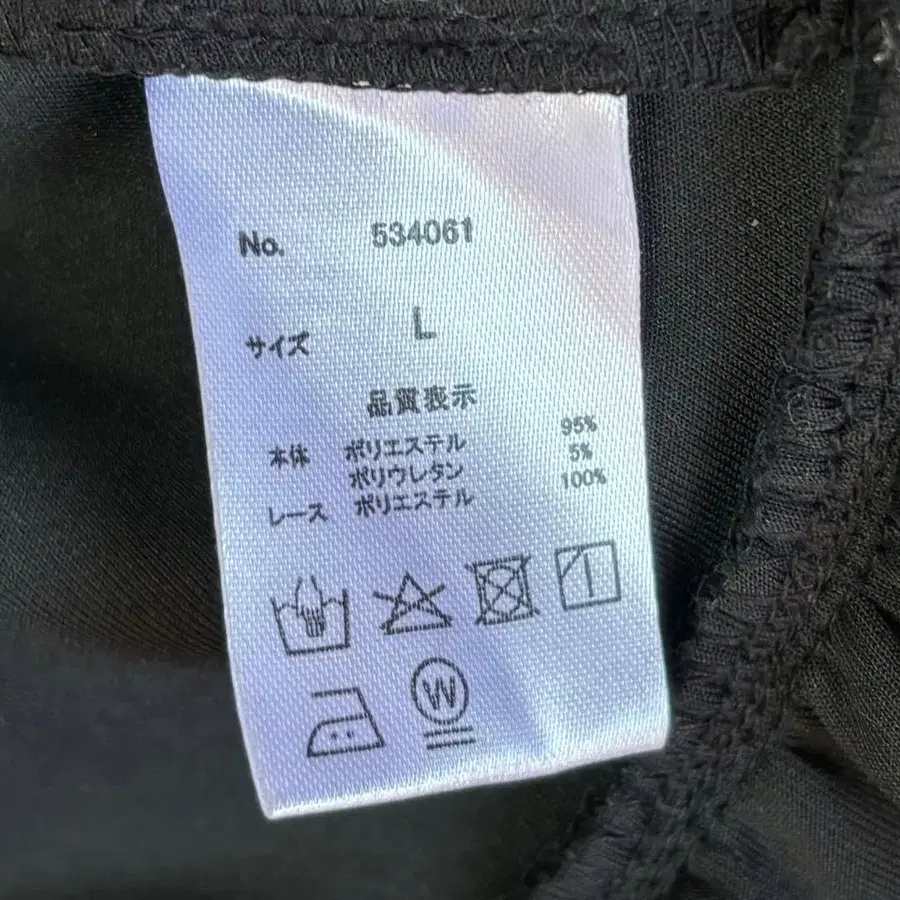 No. 534061
サイズ L
品質表示
本体 ポリエステル 95%
ポリウレタン 5%
レース ポリエステル 100%
W